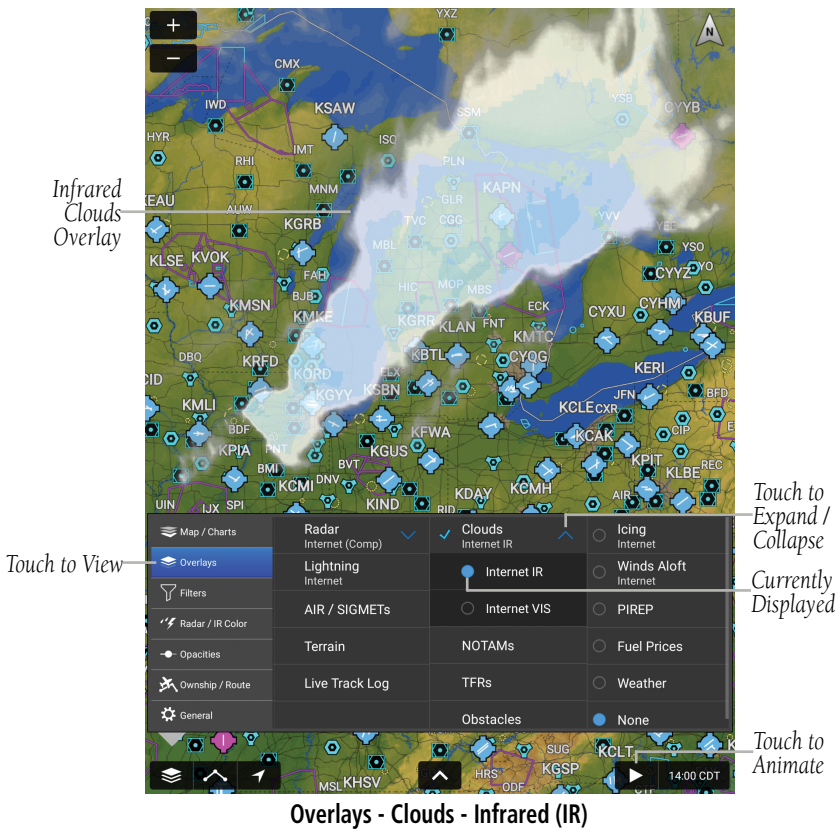 +
−
N
YXZ
CMX
IWD
KSAW
SSM
YSB
CYYB
HYR
ISQ
RHI
IMT
PLN
MNM
GLR
KAPN
KEAU
AUW
KGRB
TVC
CGG
YVV
YEE
KLSE
KVOK
MBL
YSO
FAH
HIC
MOP
MBS
CYYZ
YO
BJB
ECK
KMSN
KMKE
KGRR
KLAN
FNT
CYXU
CYHM
KBUF
KMTC
DBQ
KRFD
KBTL
CYQG
KORD
ELX
KERI
CID
KGYY
KSBN
JFN
BFD
KMLI
KCLE
CXR
BDF
KFWA
CIP
KPIA
PNT
KGUS
KCAK
BMI
BVT
KPIT
KLBE
REC
KCMI
DNV
KDAY
KCMH
AIR
UIN
IJX
SPI
KIND
RID
Infrared
Clouds
Overlay
Touch to
Expand /
Collapse
Touch to View
Currently
Displayed
Touch to
Animate
Map / Charts
Overlays
Filters
Radar / IR Color
Opacities
Ownship / Route
General
Radar
Internet (Comp)
Lightning
Internet
AIR / SIGMETs
Terrain
Live Track Log
Clouds
Internet IR
Internet IR
Internet VIS
NOTAMs
TFRs
Obstacles
Icing
Internet
Winds Aloft
Internet
PIREP
Fuel Prices
Weather
None
SUG
KCLT
HRS
KGSP
MSL
KHSV
ODF
14:00 CDT
Overlays - Clouds - Infrared (IR)